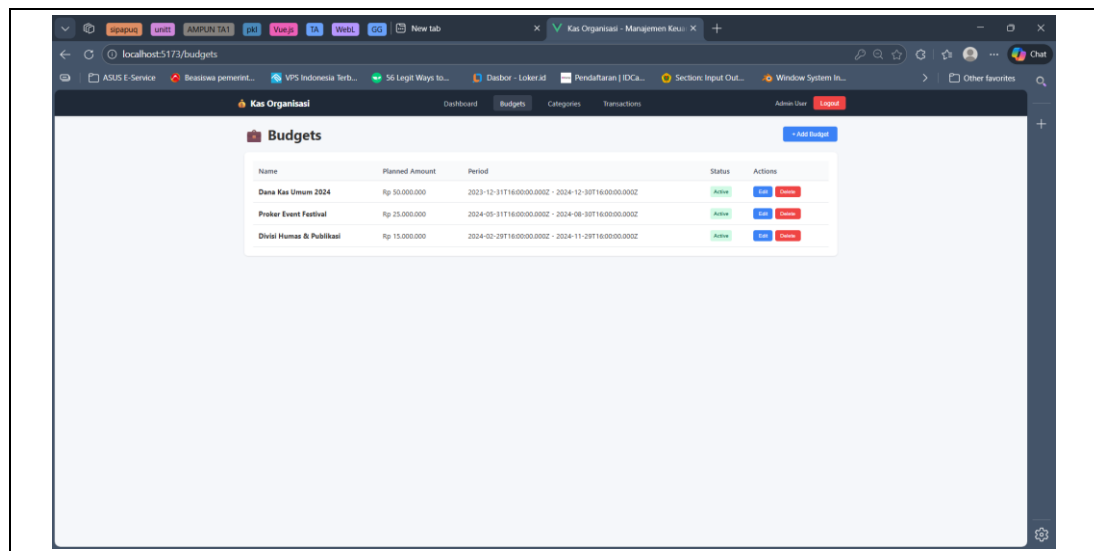 sipapuq unitt AMPUN TA1 pkl Vue.js TA WebL GG New tab Kas Organisasi - Manajemen Keua
localhost:5173/budgets Chat
ASUS E-Service Beasiswa pemerint... VPS Indonesia Terb... 56 Legit Ways to... Dasbor – Loker.id Pendaftaran | IDCa... Section: Input Out... Window System In... Other favorites
Kas Organisasi Dashboard Budgets Categories Transactions Admin User Logout
Budgets + Add Budget
Name Planned Amount Period Status Actions
Dana Kas Umum 2024 Rp 50.000.000 2023-12-31T16:00:00.000Z - 2024-12-30T16:00:00.000Z Active Edit Delete
Proker Event Festival Rp 25.000.000 2024-05-31T16:00:00.000Z - 2024-08-30T16:00:00.000Z Active Edit Delete
Divisi Humas & Publikasi Rp 15.000.000 2024-02-29T16:00:00.000Z - 2024-11-29T16:00:00.000Z Active Edit Delete